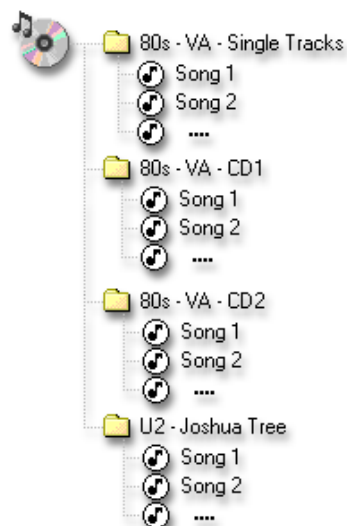 80s - VA - Single Tracks
Song 1
Song 2
....
80s - VA - CD1
Song 1
Song 2
....
80s - VA - CD2
Song 1
Song 2
....
U2 - Joshua Tree
Song 1
Song 2
....